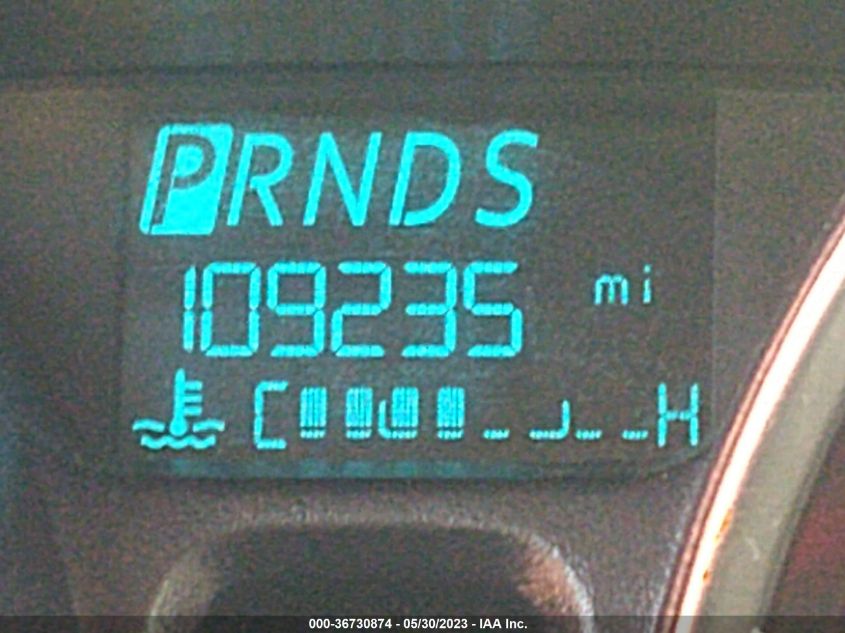 PRNDS
109235 mi
C H
000-36730874 - 05/30/2023 - IAA Inc.